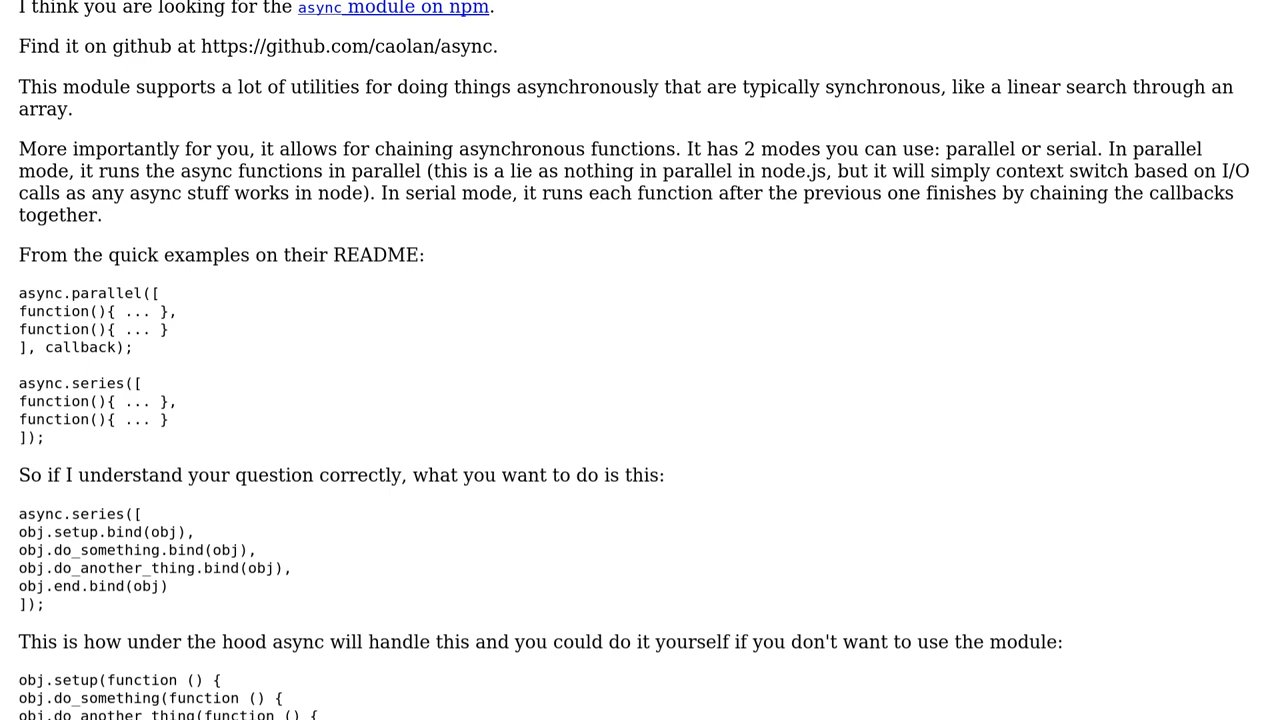 I think you are looking for the async module on npm.
Find it on github at https://github.com/caolan/async.
This module supports a lot of utilities for doing things asynchronously that are typically synchronous, like a linear search through an
array.
More importantly for you, it allows for chaining asynchronous functions. It has 2 modes you can use: parallel or serial. In parallel
mode, it runs the async functions in parallel (this is a lie as nothing in parallel in node.js, but it will simply context switch based on I/O
calls as any async stuff works in node). In serial mode, it runs each function after the previous one finishes by chaining the callbacks
together.
From the quick examples on their README:
async.parallel([
function(){ ... },
function(){ ... }
], callback);
async.series([
function(){ ... },
function(){ ... }
]);
So if I understand your question correctly, what you want to do is this:
async.series([
obj.setup.bind(obj),
obj.do_something.bind(obj),
obj.do_another_thing.bind(obj),
obj.end.bind(obj)
]);
This is how under the hood async will handle this and you could do it yourself if you don't want to use the module:
obj.setup(function () {
obj.do_something(function () {
obj.do_another_thing(function () {